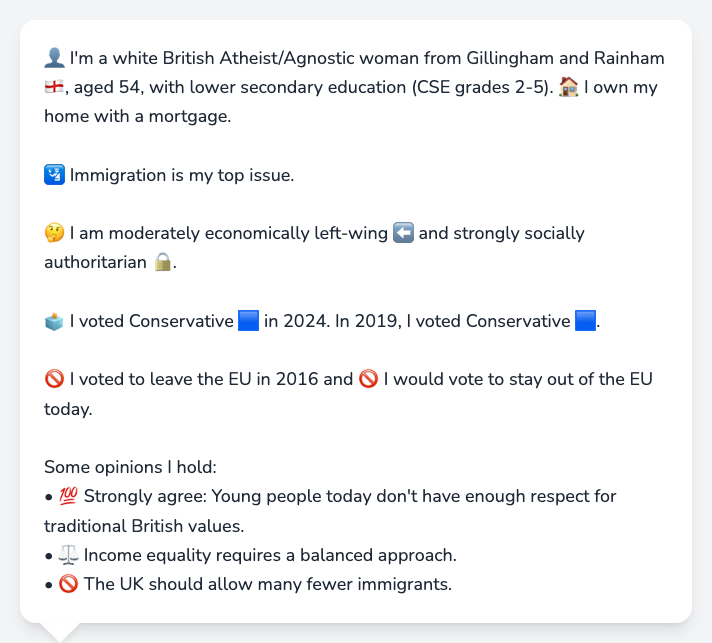 👤 I'm a white British Atheist/Agnostic woman from Gillingham and Rainham
🏴󠁧󠁢󠁥󠁮󠁧󠁿, aged 54, with lower secondary education (CSE grades 2-5). 🏠 I own my
home with a mortgage.
🛂 Immigration is my top issue.
🤔 I am moderately economically left-wing ⬅️ and strongly socially
authoritarian 🔒.
🗳️ I voted Conservative 🟦 in 2024. In 2019, I voted Conservative 🟦.
🚫 I voted to leave the EU in 2016 and 🚫 I would vote to stay out of the EU
today.
Some opinions I hold:
• 💯 Strongly agree: Young people today don't have enough respect for
traditional British values.
• ⚖️ Income equality requires a balanced approach.
• 🚫 The UK should allow many fewer immigrants.